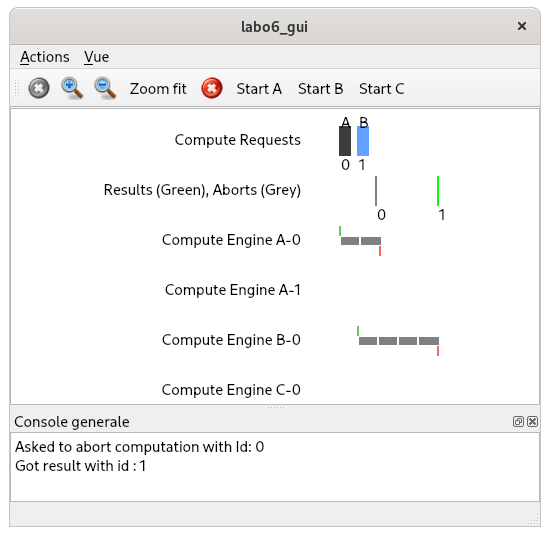 labo6_gui
Actions Vue
Zoom fit Start A Start B Start C
A B
Compute Requests
0 1
Results (Green), Aborts (Grey)
0 1
Compute Engine A-0
Compute Engine A-1
Compute Engine B-0
Compute Engine C-0
Console generale
Asked to abort computation with Id: 0
Got result with id : 1